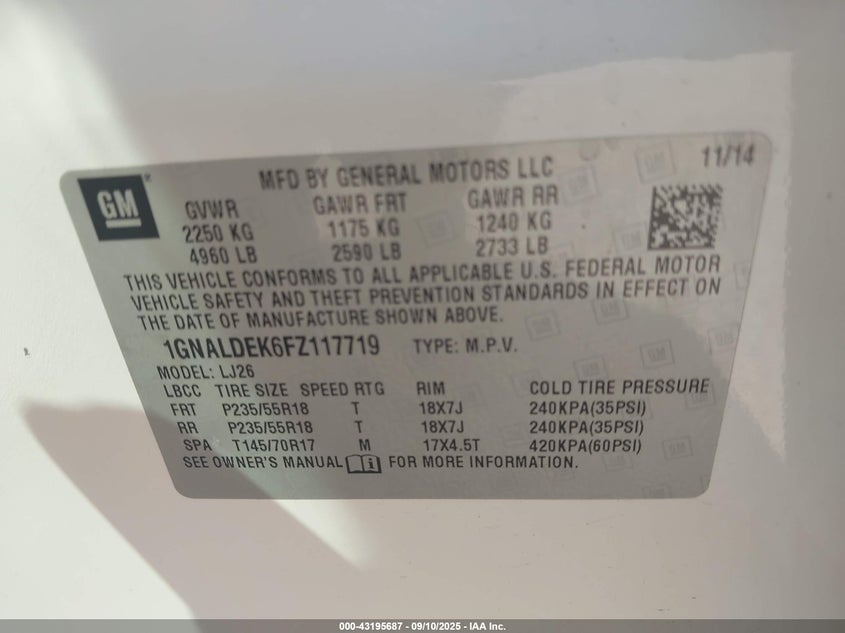 GM
MFD BY GENERAL MOTORS LLC 11/14
GVWR GAWR FRT GAWR RR
2250 KG 1175 KG 1240 KG
4960 LB 2590 LB 2733 LB
THIS VEHICLE CONFORMS TO ALL APPLICABLE U.S. FEDERAL MOTOR
VEHICLE SAFETY AND THEFT PREVENTION STANDARDS IN EFFECT ON
THE DATE OF MANUFACTURE SHOWN ABOVE.
1GNALDEK6FZ117719 TYPE: M.P.V.
MODEL: LJ26
LBCC TIRE SIZE SPEED RTG RIM COLD TIRE PRESSURE
FRT P235/55R18 T 18X7J 240KPA(35PSI)
RR P235/55R18 T 18X7J 240KPA(35PSI)
SPA T145/70R17 M 17X4.5T 420KPA(60PSI)
SEE OWNER'S MANUAL FOR MORE INFORMATION.
000-43195687 - 09/10/2025 - IAA Inc.